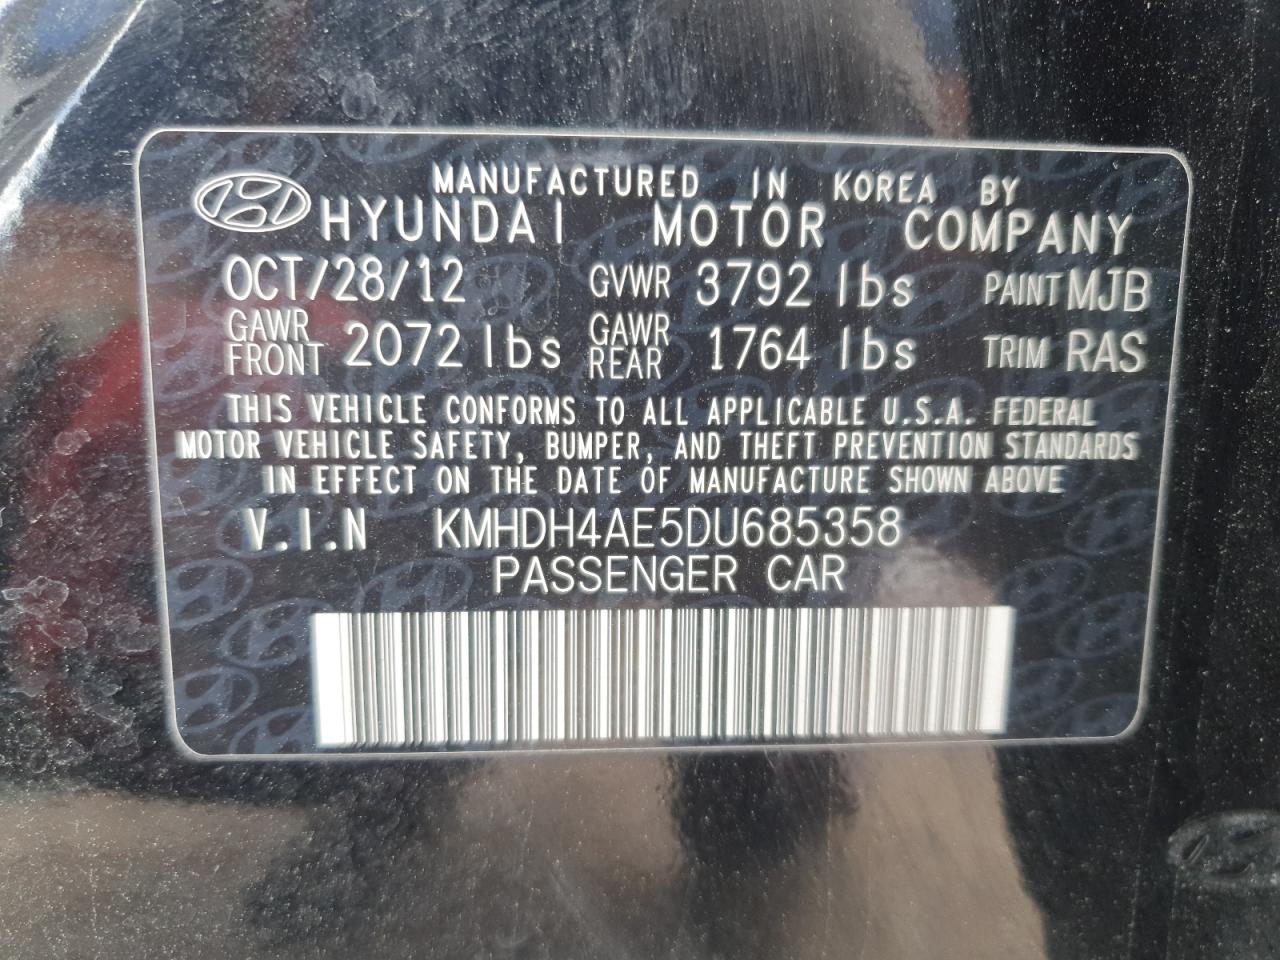 MANUFACTURED IN KOREA BY
HYUNDAI MOTOR COMPANY
OCT/28/12 GVWR 3792 lbs PAINT MJB
GAWR FRONT 2072 lbs GAWR REAR 1764 lbs TRIM RAS
THIS VEHICLE CONFORMS TO ALL APPLICABLE U.S.A. FEDERAL
MOTOR VEHICLE SAFETY, BUMPER, AND THEFT PREVENTION STANDARDS
IN EFFECT ON THE DATE OF MANUFACTURE SHOWN ABOVE
V.I.N KMHDH4AE5DU685358
PASSENGER CAR